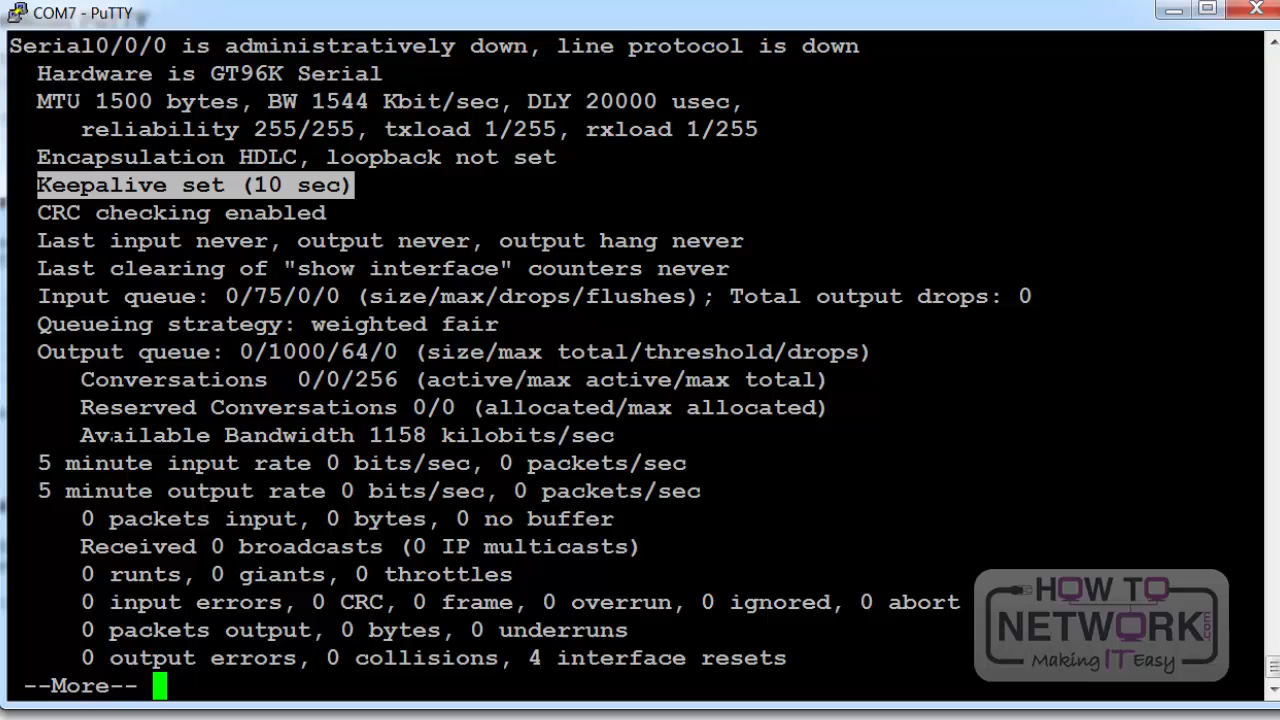 COM7 - PuTTY
Serial0/0/0 is administratively down, line protocol is down
Hardware is GT96K Serial
MTU 1500 bytes, BW 1544 Kbit/sec, DLY 20000 usec,
reliability 255/255, txload 1/255, rxload 1/255
Encapsulation HDLC, loopback not set
Keepalive set (10 sec)
CRC checking enabled
Last input never, output never, output hang never
Last clearing of "show interface" counters never
Input queue: 0/75/0/0 (size/max/drops/flushes); Total output drops: 0
Queueing strategy: weighted fair
Output queue: 0/1000/64/0 (size/max total/threshold/drops)
Conversations 0/0/256 (active/max active/max total)
Reserved Conversations 0/0 (allocated/max allocated)
Available Bandwidth 1158 kilobits/sec
5 minute input rate 0 bits/sec, 0 packets/sec
5 minute output rate 0 bits/sec, 0 packets/sec
0 packets input, 0 bytes, 0 no buffer
Received 0 broadcasts (0 IP multicasts)
0 runts, 0 giants, 0 throttles
0 input errors, 0 CRC, 0 frame, 0 overrun, 0 ignored, 0 abort
0 packets output, 0 bytes, 0 underruns
0 output errors, 0 collisions, 4 interface resets
--More--
HOW TO
NETWORK.com
Making IT Easy